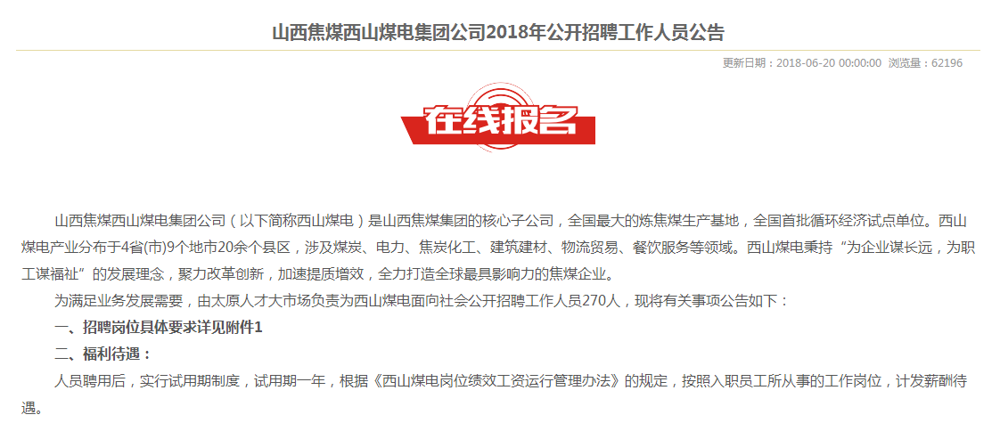 山西焦煤西山煤电集团公司2018年公开招聘工作人员公告
更新日期：2018-06-20 00:00:00 浏览量：62196
在线报名
山西焦煤西山煤电集团公司（以下简称西山煤电）是山西焦煤集团的核心子公司，全国最大的炼焦煤生产基地，全国首批循环经济试点单位。西山
煤电产业分布于4省(市)9个地市20余个县区，涉及煤炭、电力、焦炭化工、建筑建材、物流贸易、餐饮服务等领域。西山煤电秉持“为企业谋长远，为职
工谋福祉”的发展理念，聚力改革创新，加速提质增效，全力打造全球最具影响力的焦煤企业。
为满足业务发展需要，由太原人才大市场负责为西山煤电面向社会公开招聘工作人员270人，现将有关事项公告如下：
一、招聘岗位具体要求详见附件1
二、福利待遇：
人员聘用后，实行试用期制度，试用期一年，根据《西山煤电岗位绩效工资运行管理办法》的规定，按照入职员工所从事的工作岗位，计发薪酬待
遇。